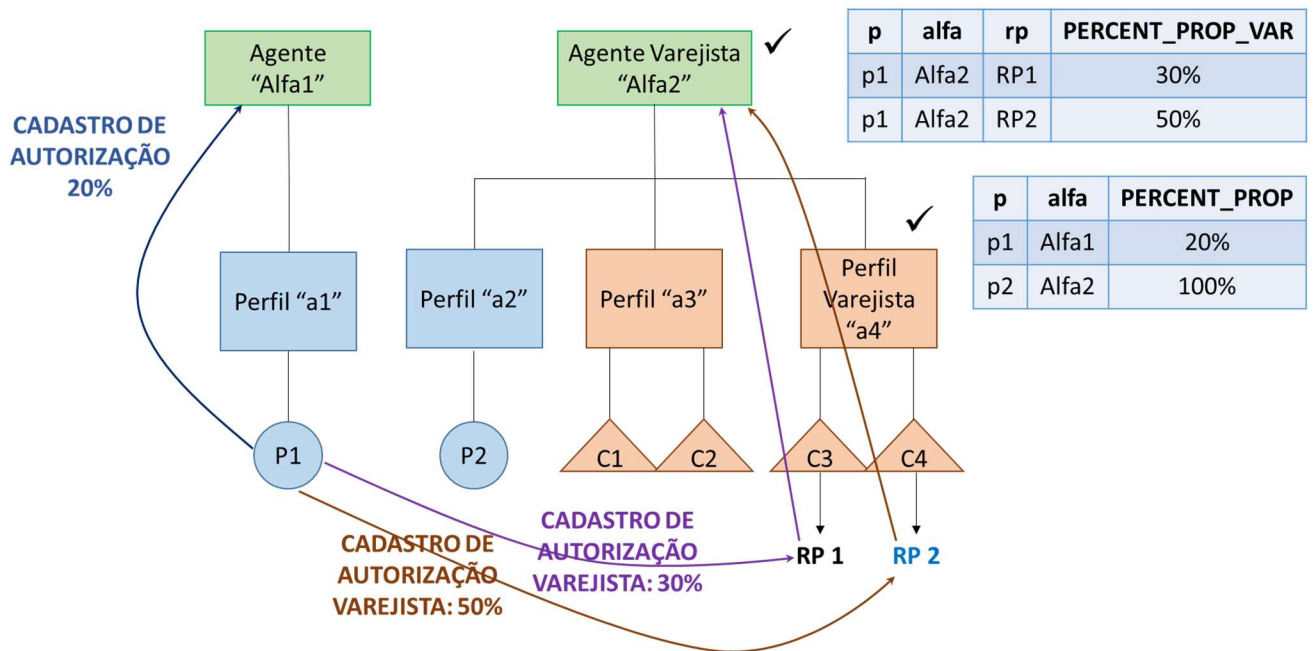 Agente
“Alfa1”
Agente Varejista
“Alfa2”
✓
p alfa rp PERCENT_PROP_VAR
p1 Alfa2 RP1 30%
p1 Alfa2 RP2 50%
CADASTRO DE
AUTORIZAÇÃO
20%
p alfa PERCENT_PROP
p1 Alfa1 20%
p2 Alfa2 100%
✓
Perfil “a1”
Perfil “a2”
Perfil “a3”
Perfil
Varejista
“a4”
P1
P2
C1
C2
C3
C4
CADASTRO DE
AUTORIZAÇÃO
VAREJISTA: 30%
CADASTRO DE
AUTORIZAÇÃO
VAREJISTA: 50%
RP 1
RP 2